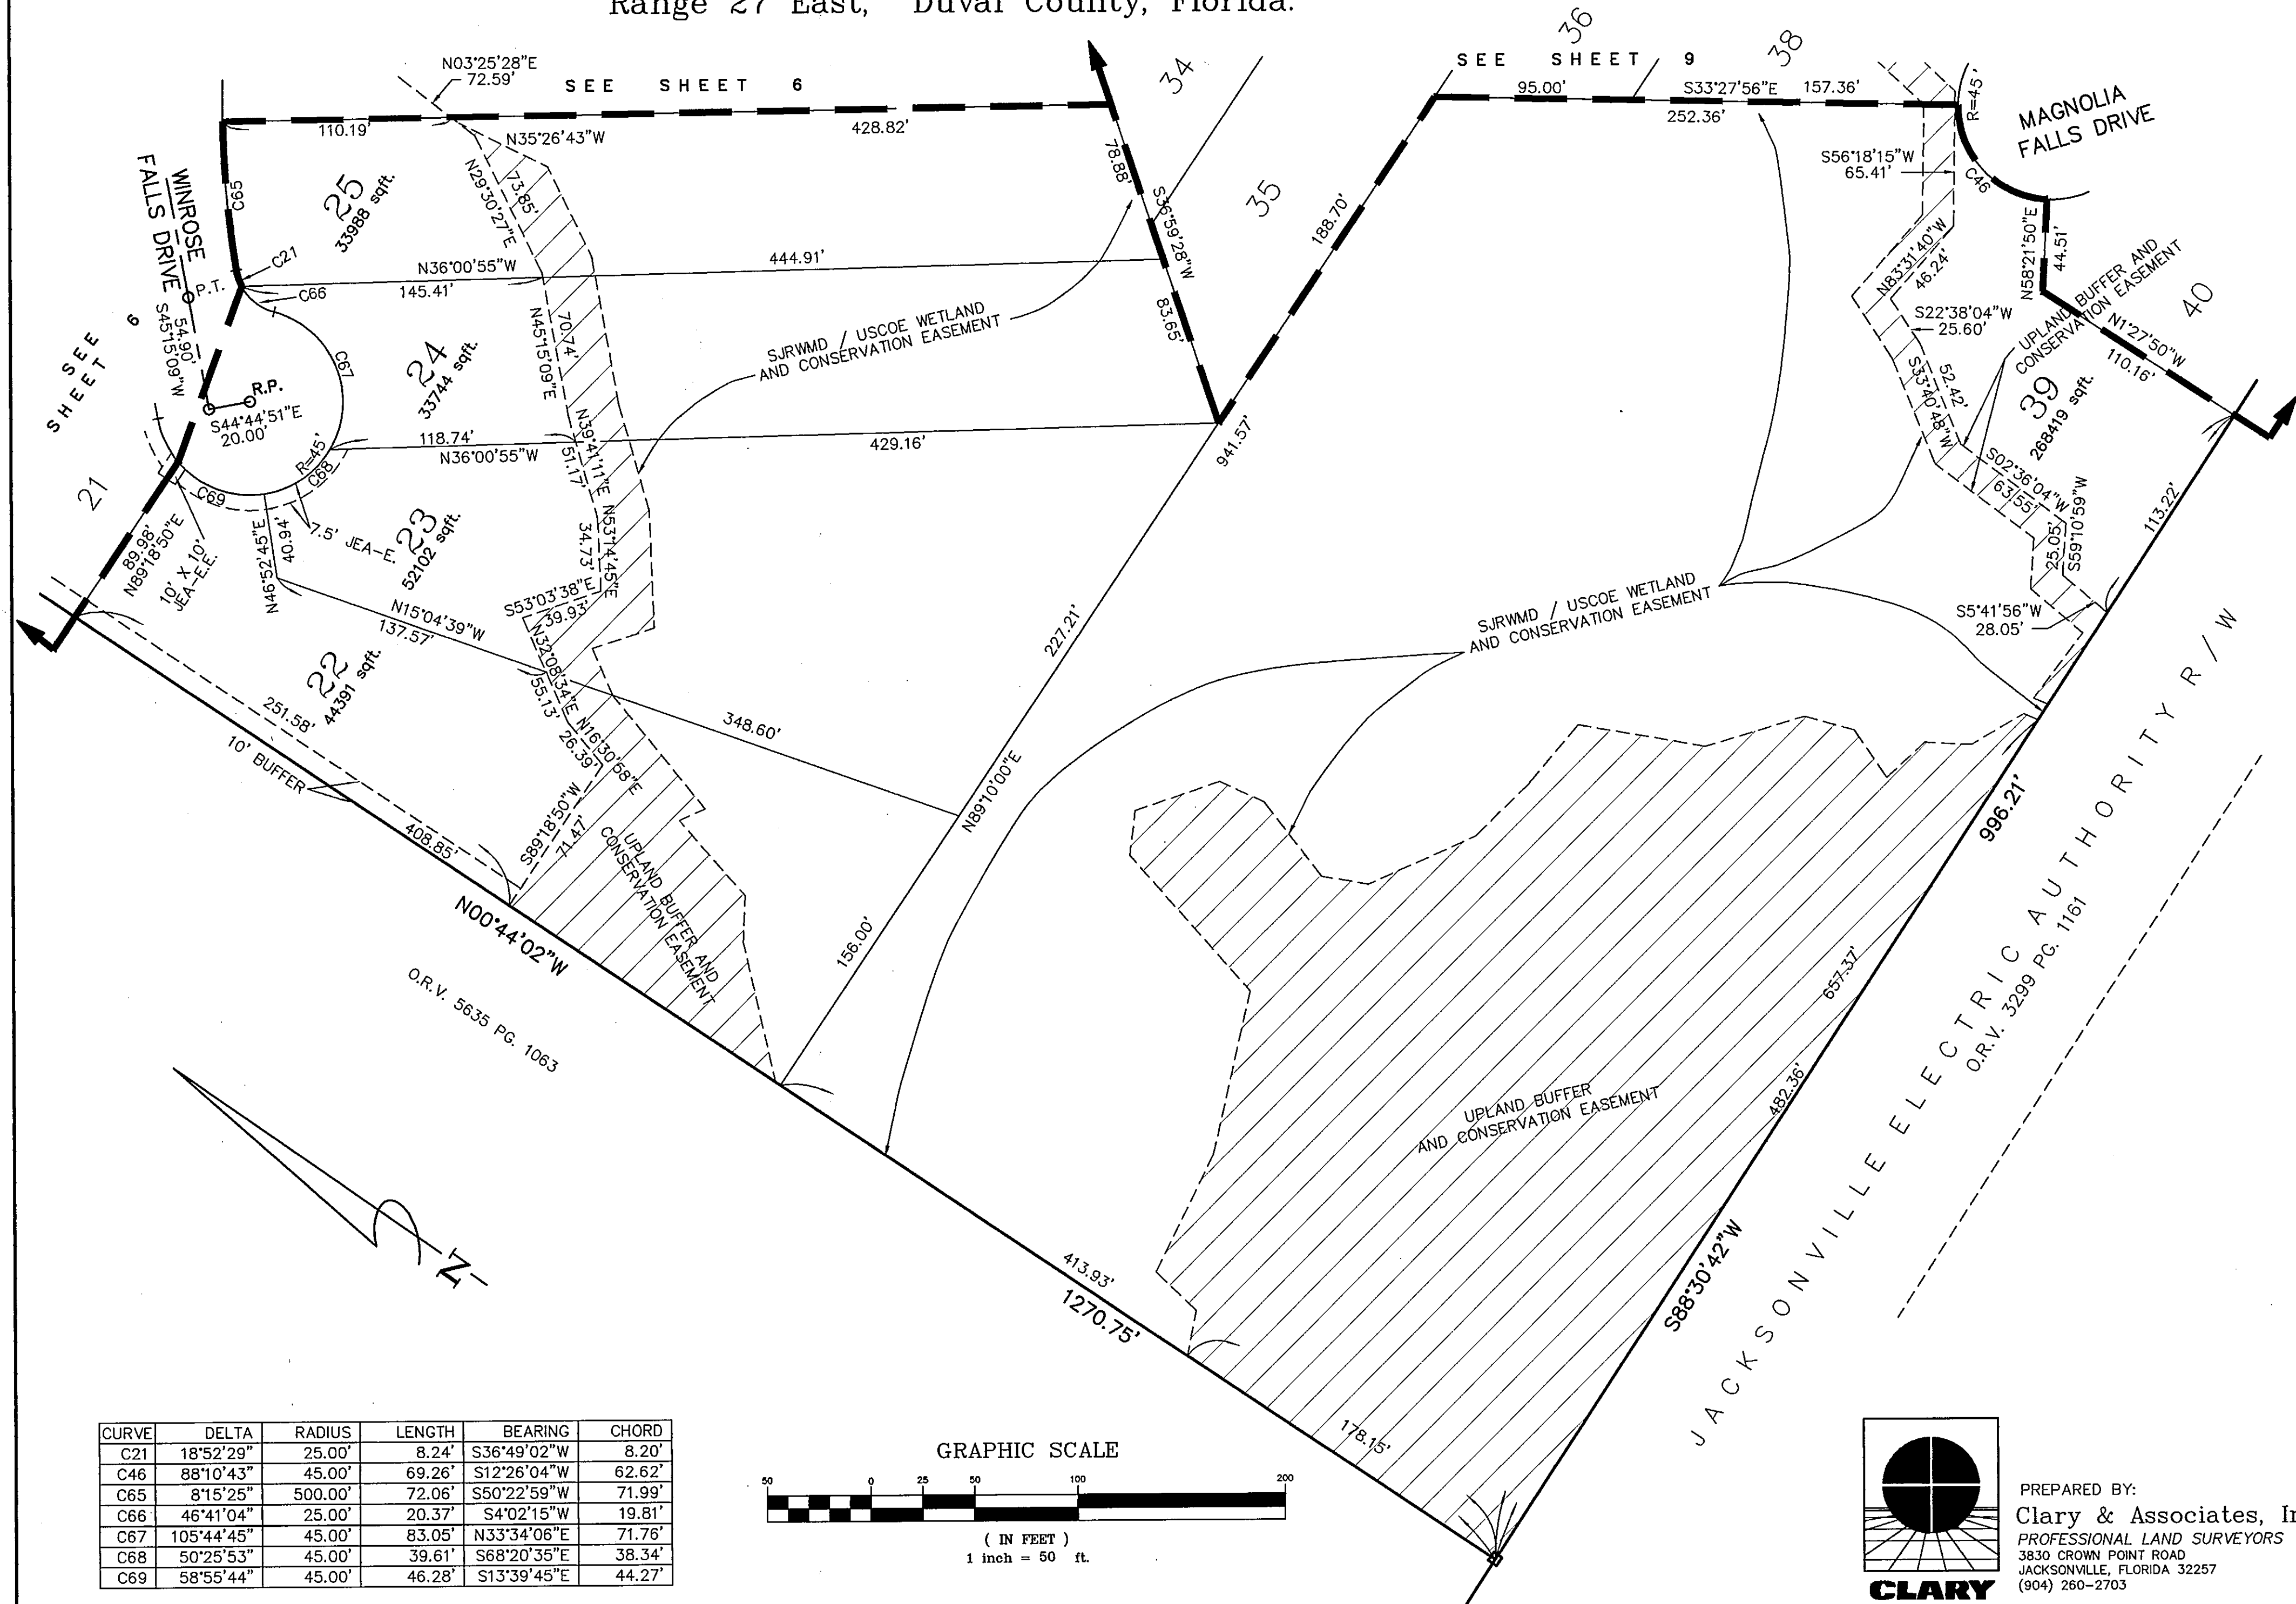 Range 27 East, Duval County, Florida.
N03°25'28"E
72.59'
SEE SHEET 6
110.19'
N35°26'43"W
428.82'
34
36
38
SEE SHEET 9
95.00'
S33°27'56"E 157.36'
252.36'
R=45'
MAGNOLIA
FALLS DRIVE
S56°18'15"W
65.41'
C46
WINROSE
FALLS DRIVE
C65
25
33988 sqft.
N29°30'27"E
73.85'
78.88'
S36°59'28"W
35
188.70'
N83°31'40"W
46.24'
N58°21'50"E
44.51'
UPLAND BUFFER AND
CONSERVATION EASEMENT
40
C21
P.T.
C66
N36°00'55"W
145.41'
444.91'
83.65'
S22°38'04"W
25.60'
N1°27'50"W
110.16'
SEE
SHEET 6
54.90'
S45°15'09"W
C67
24
33744 sqft.
N45°15'09"E
70.74'
SJRWMD / USCOE WETLAND
AND CONSERVATION EASEMENT
S33°40'48"W
52.42'
39
268419 sqft.
R.P.
S44°44'51"E
20.00'
118.74'
N36°00'55"W
429.16'
941.57'
N39°41'11"E
51.17'
R=45'
C68
C69
S02°36'04"W
63.55'
21
7.5' JEA-E.
23
52102 sqft.
34.73'
N53°14'45"E
25.05'
S59°10'59"W
113.22'
89.98'
N89°18'50"E
10' X 10'
JEA-E.E.
N46°52'45"E
40.94'
S53°03'38"E
39.93'
SJRWMD / USCOE WETLAND
AND CONSERVATION EASEMENT
S5°41'56"W
28.05'
N15°04'39"W
137.57'
N32°08'34"E
55.13'
227.21'
22
44391 sqft.
251.58'
10' BUFFER
408.85'
N16°30'58"E
26.39'
348.60'
N89°10'00"E
S89°18'50"W
71.47'
UPLAND BUFFER AND
CONSERVATION EASEMENT
N00°44'02"W
156.00'
996.21'
JACKSONVILLE ELECTRIC AUTHORITY R/W
O.R.V. 3299 PG. 1161
O.R.V. 5635 PG. 1063
657.37'
482.36'
UPLAND BUFFER
AND CONSERVATION EASEMENT
N
413.93'
1270.75'
S88°30'42"W
178.15'
CURVE DELTA RADIUS LENGTH BEARING CHORD
C21 18°52'29" 25.00' 8.24' S36°49'02"W 8.20'
C46 88°10'43" 45.00' 69.26' S12°26'04"W 62.62'
C65 8°15'25" 500.00' 72.06' S50°22'59"W 71.99'
C66 46°41'04" 25.00' 20.37' S4°02'15"W 19.81'
C67 105°44'45" 45.00' 83.05' N33°34'06"E 71.76'
C68 50°25'53" 45.00' 39.61' S68°20'35"E 38.34'
C69 58°55'44" 45.00' 46.28' S13°39'45"E 44.27'
GRAPHIC SCALE
50 0 25 50 100 200
( IN FEET )
1 inch = 50 ft.
CLARY
PREPARED BY:
Clary & Associates, In
PROFESSIONAL LAND SURVEYORS
3830 CROWN POINT ROAD
JACKSONVILLE, FLORIDA 32257
(904) 260-2703